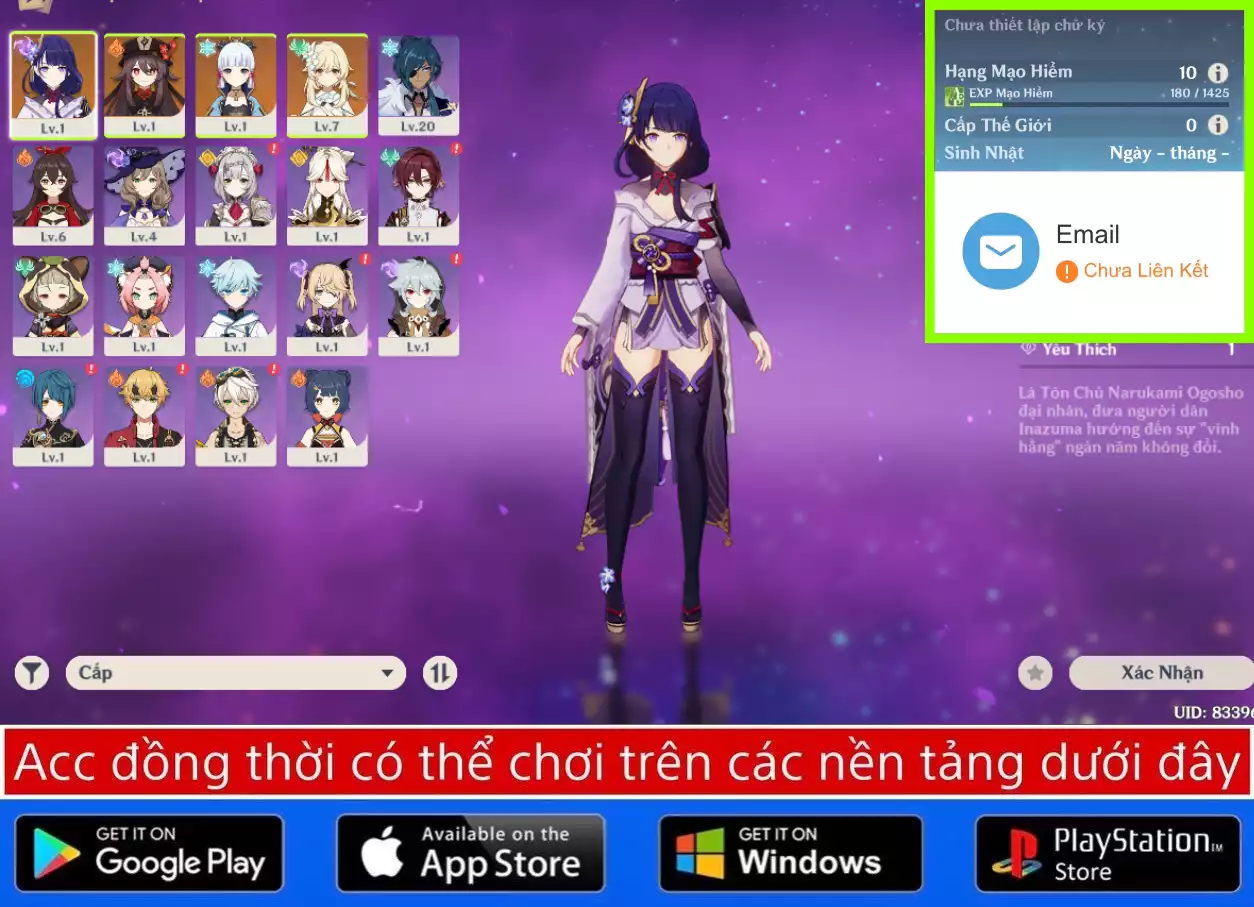 Lv.1
Lv.1
Lv.1
Lv.7
Lv.20
Lv.6
Lv.4
Lv.1
Lv.1
Lv.1
Lv.1
Lv.1
Lv.1
Lv.1
Lv.1
Lv.1
Lv.1
Lv.1
Lv.1
Chưa thiết lập chữ ký
Hạng Mạo Hiểm 10
EXP Mạo Hiểm 180 / 1425
Cấp Thế Giới 0
Sinh Nhật Ngày – tháng –
Email
Chưa Liên Kết
Yêu Thích 1
Là Tôn Chủ Narukami Ogosho
đại nhân, đưa người dân
Inazuma hướng đến sự "vĩnh
hằng" ngàn năm không đổi.
Cấp
Xác Nhận
UID: 8339
Acc đồng thời có thể chơi trên các nền tảng dưới đây
GET IT ON
Google Play
Available on the
App Store
GET IT ON
Windows
PlayStation™
Store